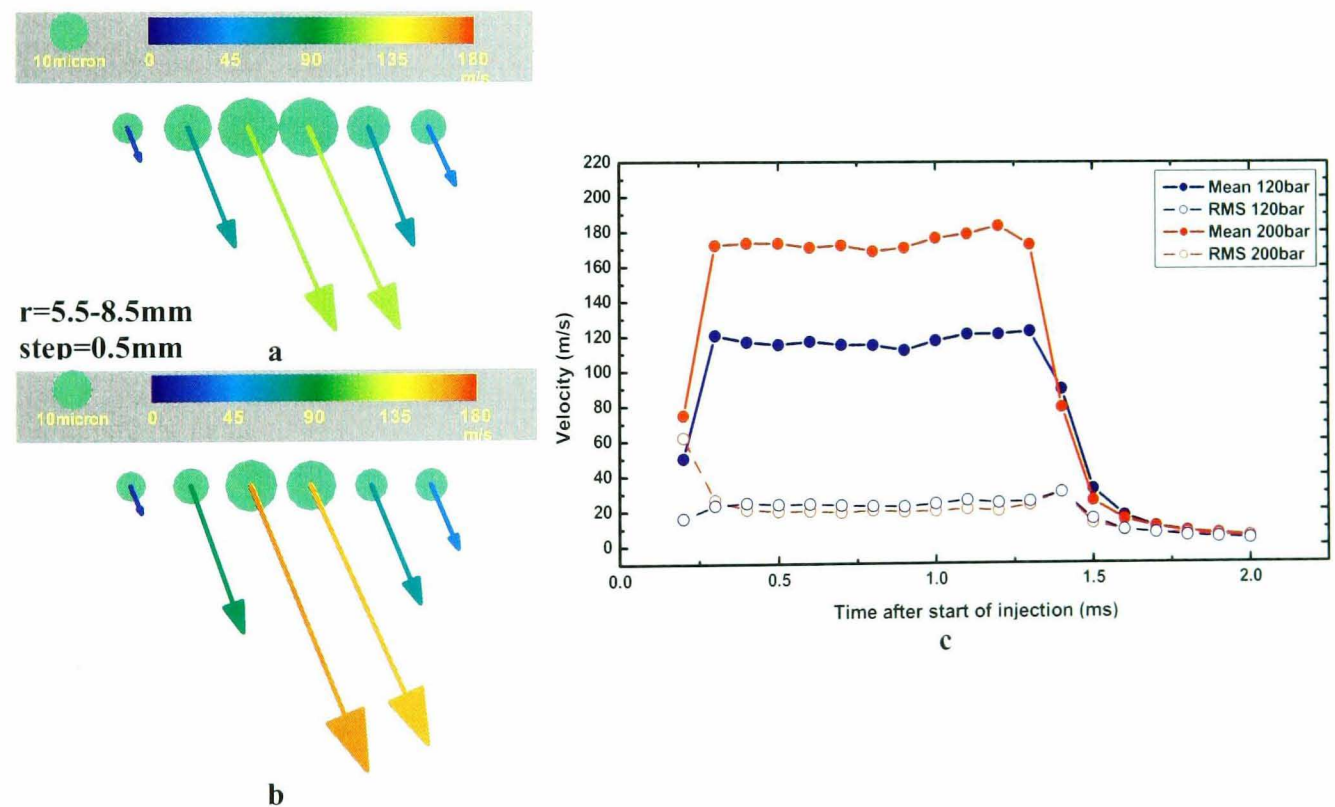 10micron
0 45 90 135 180
m/s
r=5.5-8.5mm
step=0.5mm
a
10micron
0 45 90 135 180
m/s
b
Velocity (m/s)
220
200
180
160
140
120
100
80
60
40
20
0
0.0 0.5 1.0 1.5 2.0
Time after start of injection (ms)
Mean 120bar
RMS 120bar
Mean 200bar
RMS 200bar
c